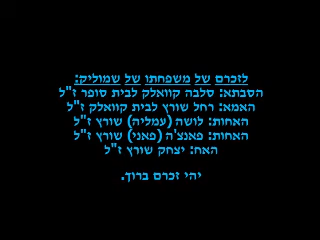 לזכרם של משפחתו של שמוליק:
הסבתא: סלבה קוואלק לבית סופר ז"ל
האמא: רחל שורץ לבית קוואלק ז"ל
האחות: לושה (עמליה) שורץ ז"ל
האחות: פאנצ'ה (פאני) שורץ ז"ל
האח: יצחק שורץ ז"ל
יהי זכרם ברוך.